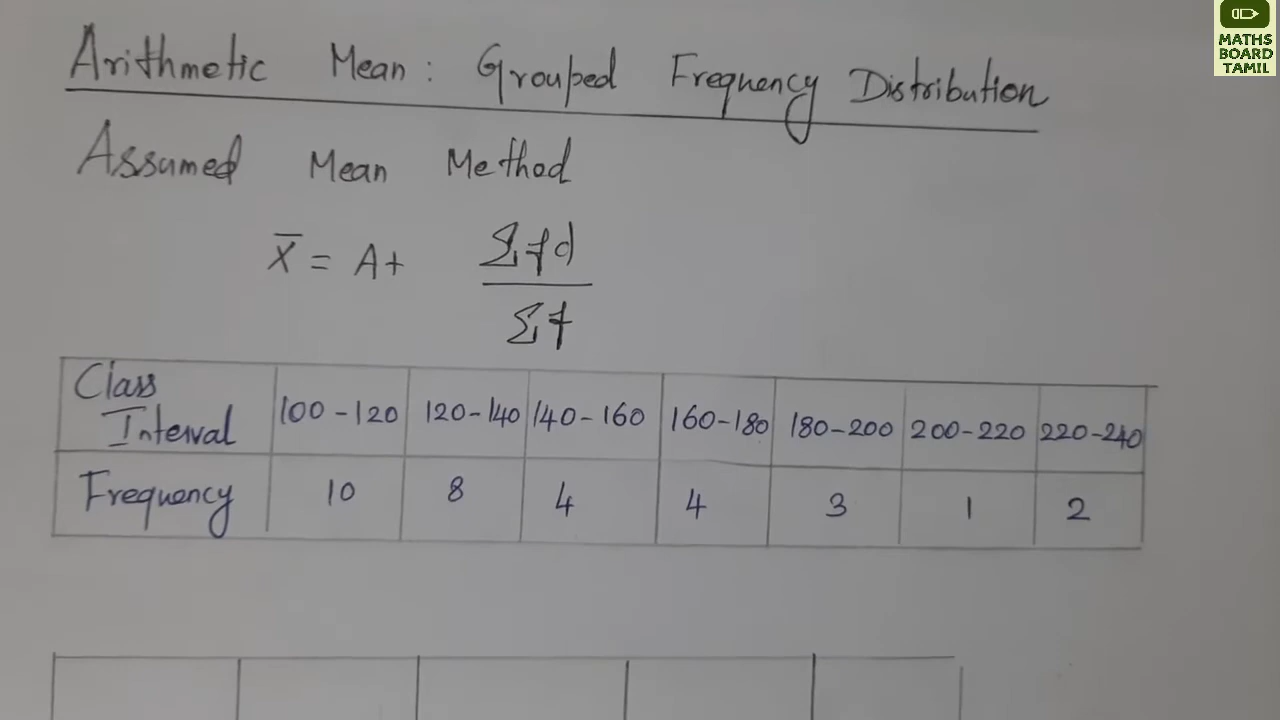 MATHS
BOARD
TAMIL
Arithmetic Mean: Grouped Frequency Distribution
Assumed Mean Method
X̄ = A+ Σfd / Σf
Class Interval 100-120 120-140 140-160 160-180 180-200 200-220 220-240
Frequency 10 8 4 4 3 1 2